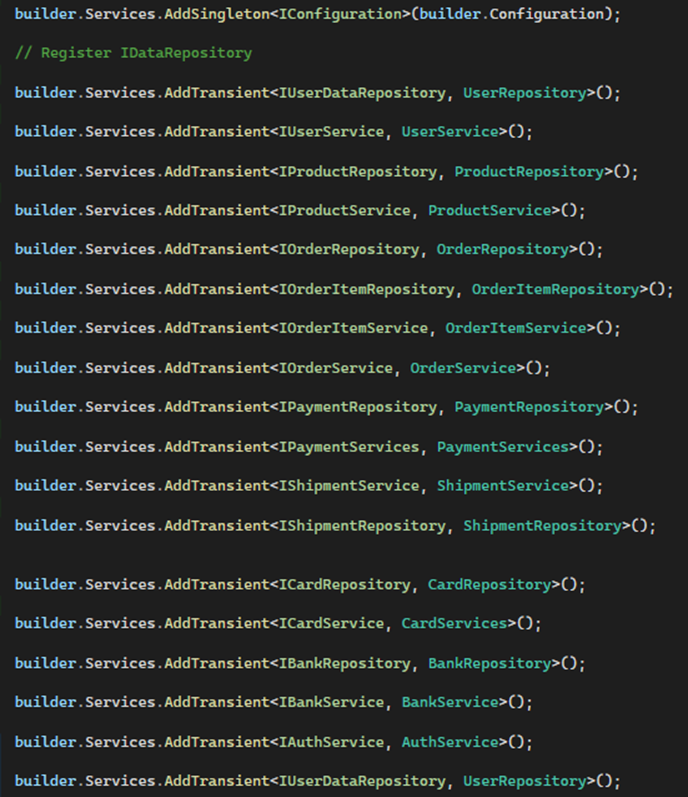 builder.Services.AddSingleton<IConfiguration>(builder.Configuration);
// Register IDataRepository
builder.Services.AddTransient<IUserDataRepository, UserRepository>();
builder.Services.AddTransient<IUserService, UserService>();
builder.Services.AddTransient<IProductRepository, ProductRepository>();
builder.Services.AddTransient<IProductService, ProductService>();
builder.Services.AddTransient<IOrderRepository, OrderRepository>();
builder.Services.AddTransient<IOrderItemRepository, OrderItemRepository>();
builder.Services.AddTransient<IOrderItemService, OrderItemService>();
builder.Services.AddTransient<IOrderService, OrderService>();
builder.Services.AddTransient<IPaymentRepository, PaymentRepository>();
builder.Services.AddTransient<IPaymentServices, PaymentServices>();
builder.Services.AddTransient<IShipmentService, ShipmentService>();
builder.Services.AddTransient<IShipmentRepository, ShipmentRepository>();
builder.Services.AddTransient<ICardRepository, CardRepository>();
builder.Services.AddTransient<ICardService, CardServices>();
builder.Services.AddTransient<IBankRepository, BankRepository>();
builder.Services.AddTransient<IBankService, BankService>();
builder.Services.AddTransient<IAuthService, AuthService>();
builder.Services.AddTransient<IUserDataRepository, UserRepository>();